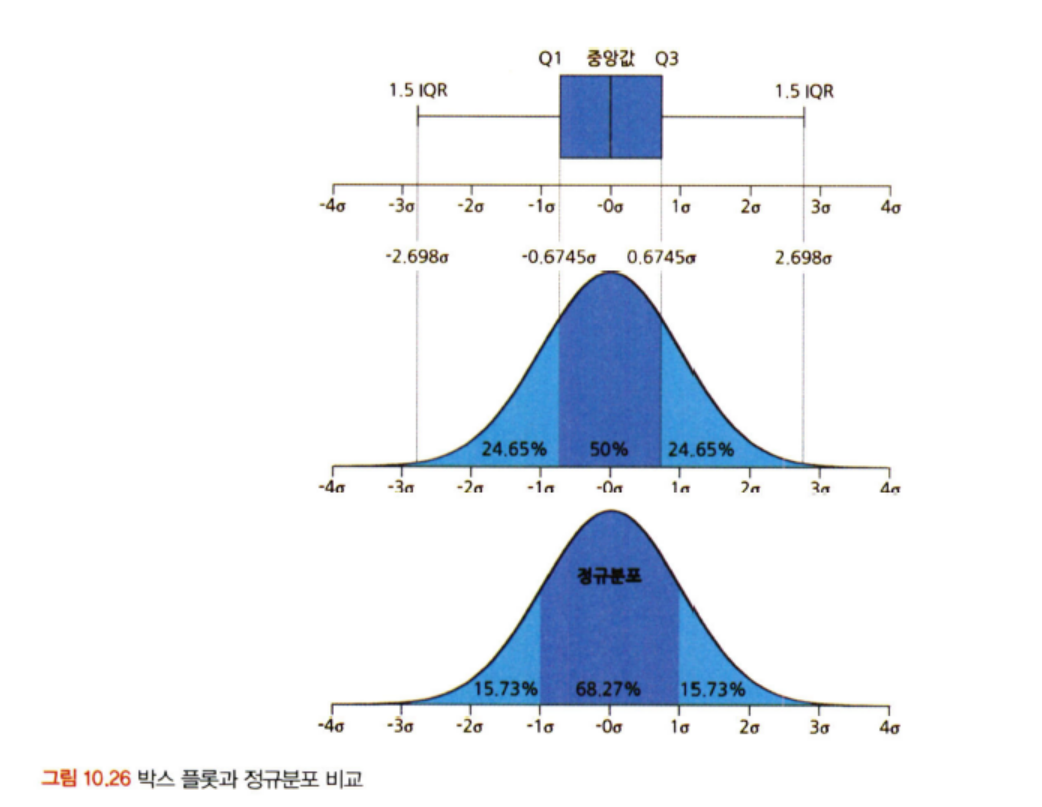 Q1 중앙값 Q3
1.5 IQR 1.5 IQR
-4σ -3σ -2σ -1σ -0σ 1σ 2σ 3σ 4σ
-2.698σ -0.6745σ 0.6745σ 2.698σ
24.65% 50% 24.65%
-4σ -3σ -2σ -1σ -0σ 1σ 2σ 3σ 4σ
정규분포
15.73% 68.27% 15.73%
-4σ -3σ -2σ -1σ -0σ 1σ 2σ 3σ 4σ
그림 10.26 박스 플롯과 정규분포 비교